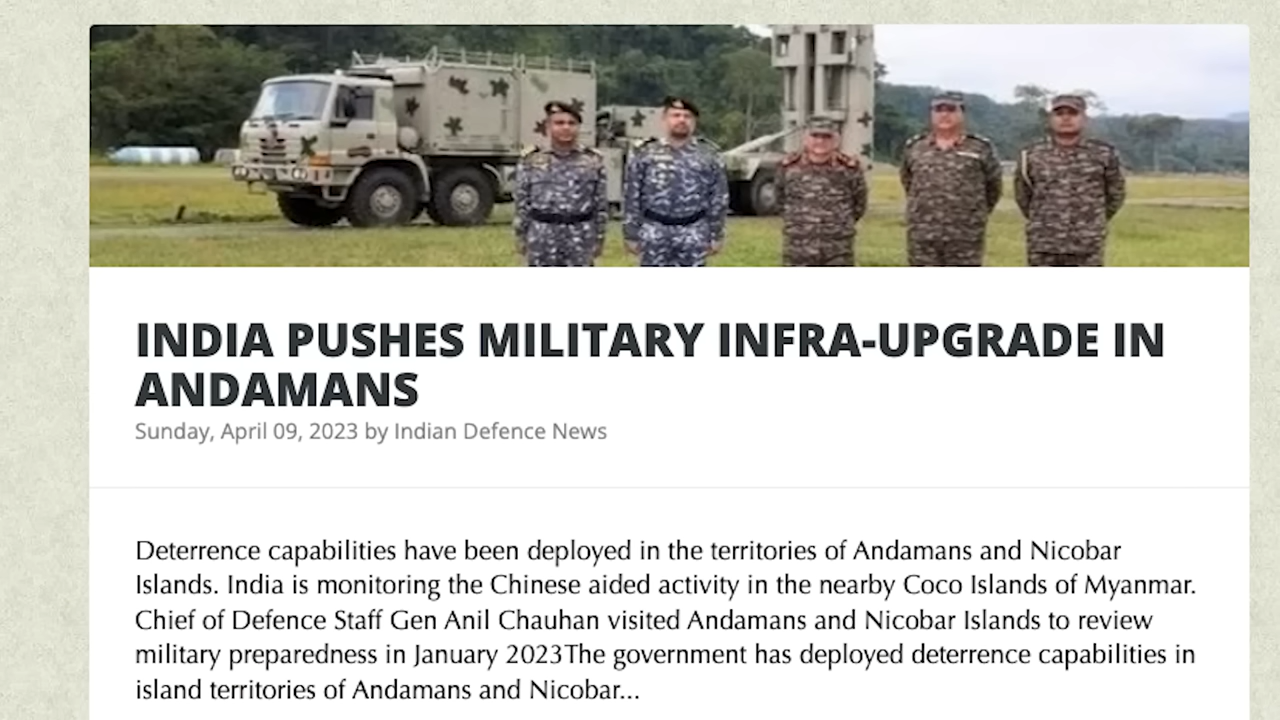 INDIA PUSHES MILITARY INFRA-UPGRADE IN
ANDAMANS
Sunday, April 09, 2023 by Indian Defence News
Deterrence capabilities have been deployed in the territories of Andamans and Nicobar
Islands. India is monitoring the Chinese aided activity in the nearby Coco Islands of Myanmar.
Chief of Defence Staff Gen Anil Chauhan visited Andamans and Nicobar Islands to review
military preparedness in January 2023The government has deployed deterrence capabilities in
island territories of Andamans and Nicobar...